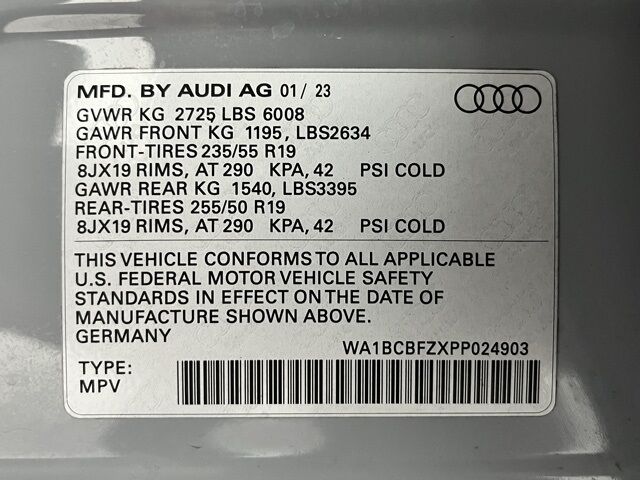 MFD. BY AUDI AG 01/ 23
GVWR KG 2725 LBS 6008
GAWR FRONT KG 1195, LBS2634
FRONT-TIRES 235/55 R19
8JX19 RIMS, AT 290 KPA, 42 PSI COLD
GAWR REAR KG 1540, LBS3395
REAR-TIRES 255/50 R19
8JX19 RIMS, AT 290 KPA, 42 PSI COLD
THIS VEHICLE CONFORMS TO ALL APPLICABLE
U.S. FEDERAL MOTOR VEHICLE SAFETY
STANDARDS IN EFFECT ON THE DATE OF
MANUFACTURE SHOWN ABOVE.
GERMANY
WA1BCBFZXPP024903
TYPE:
MPV